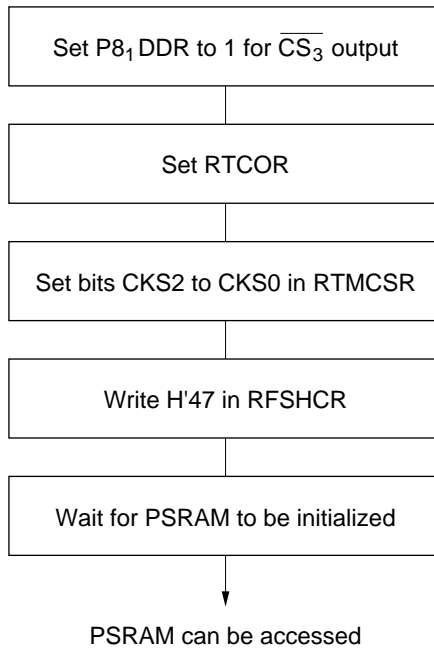 Set P8₁ DDR to 1 for C̅S̅₃ output
Set RTCOR
Set bits CKS2 to CKS0 in RTMCSR
Write H'47 in RFSHCR
Wait for PSRAM to be initialized
PSRAM can be accessed